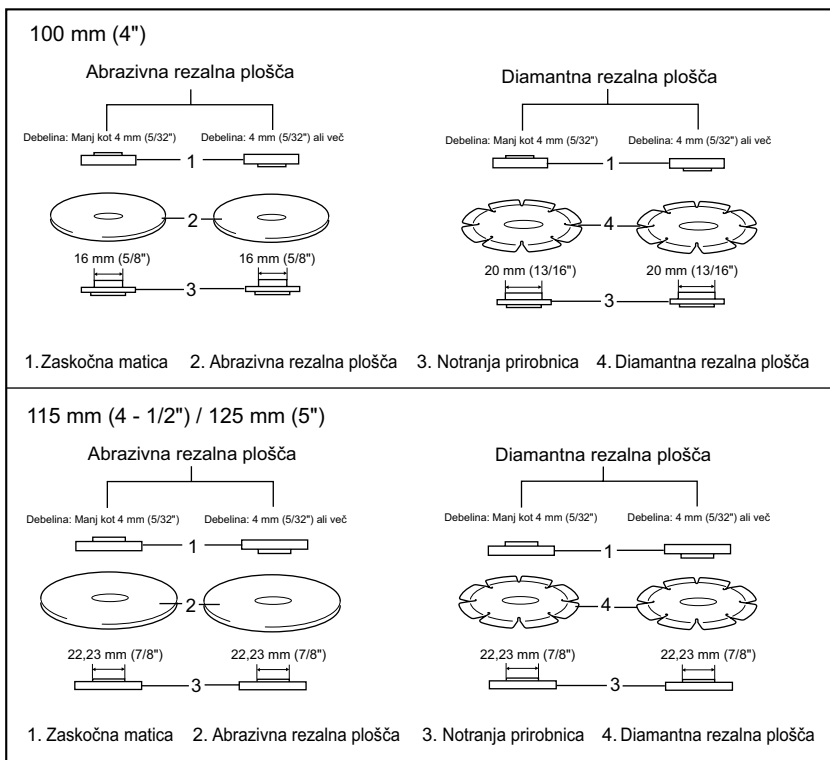 100 mm (4")
Abrazivna rezalna plošča
Diamantna rezalna plošča
Debelina: Manj kot 4 mm (5/32") Debelina: 4 mm (5/32") ali več
Debelina: Manj kot 4 mm (5/32") Debelina: 4 mm (5/32") ali več
1
1
2
4
16 mm (5/8") 16 mm (5/8")
20 mm (13/16") 20 mm (13/16")
3
3
1.Zaskočna matica 2. Abrazivna rezalna plošča 3. Notranja prirobnica 4. Diamantna rezalna plošča
115 mm (4 - 1/2") / 125 mm (5")
Abrazivna rezalna plošča
Diamantna rezalna plošča
Debelina: Manj kot 4 mm (5/32") Debelina: 4 mm (5/32") ali več
Debelina: Manj kot 4 mm (5/32") Debelina: 4 mm (5/32") ali več
1
1
2
4
22,23 mm (7/8") 22,23 mm (7/8")
22,23 mm (7/8") 22,23 mm (7/8")
3
3
1. Zaskočna matica 2. Abrazivna rezalna plošča 3. Notranja prirobnica 4. Diamantna rezalna plošča